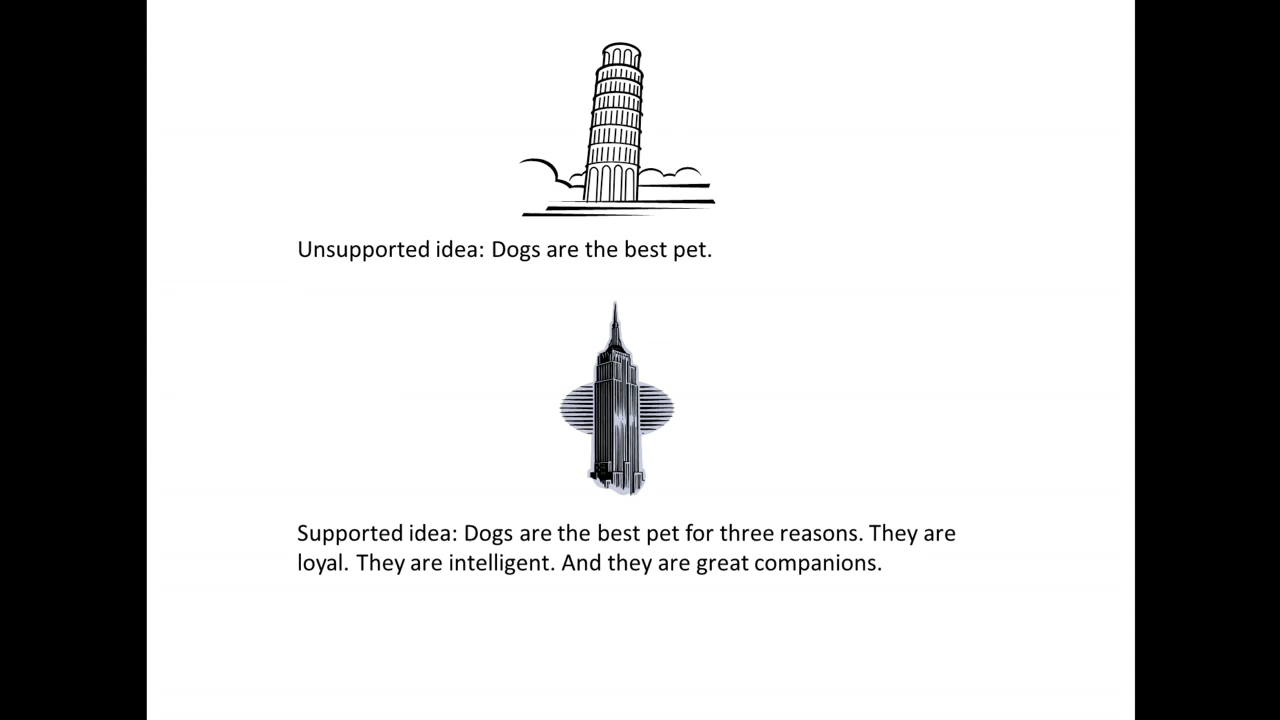 Unsupported idea: Dogs are the best pet.
Supported idea: Dogs are the best pet for three reasons. They are
loyal. They are intelligent. And they are great companions.